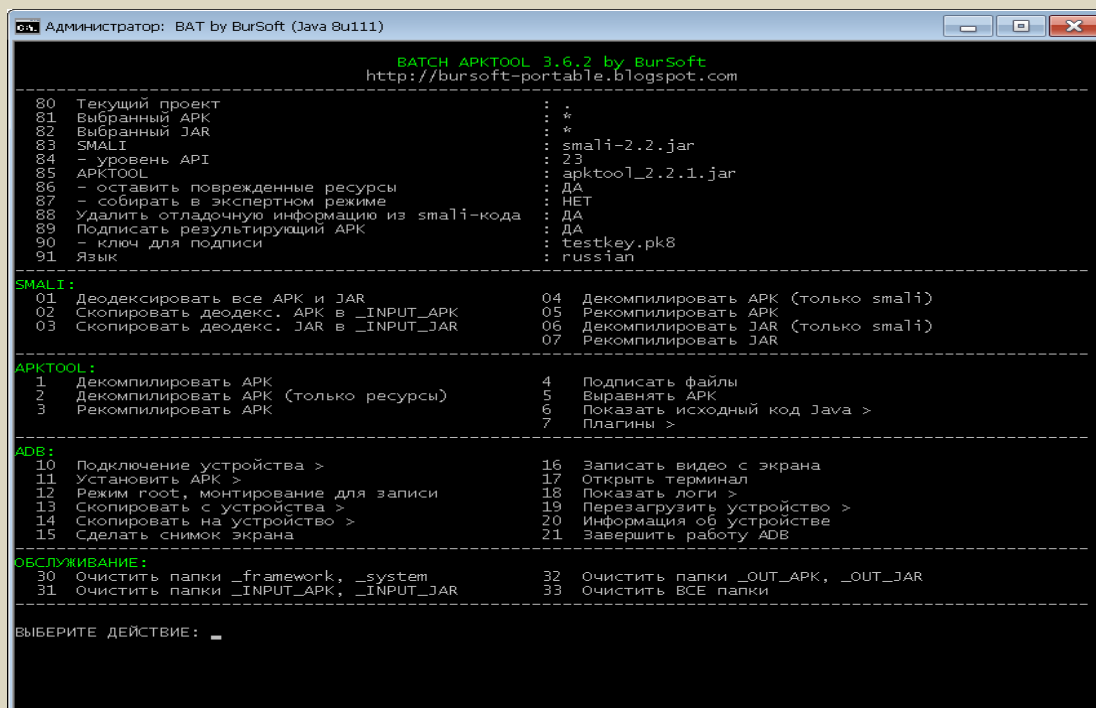 Администратор: BAT by BurSoft (Java 8u111)
BATCH APKTOOL 3.6.2 by BurSoft
http://bursoft-portable.blogspot.com
80 Текущий проект : .
81 Выбранный APK : *
82 Выбранный JAR : *
83 SMALI : smali-2.2.jar
84 - уровень API : 23
85 APKTOOL : apktool_2.2.1.jar
86 - оставить поврежденные ресурсы : ДА
87 - собирать в экспертном режиме : НЕТ
88 Удалить отладочную информацию из smali-кода : ДА
89 Подписать результирующий APK : ДА
90 - ключ для подписи : testkey.pk8
91 Язык : russian
SMALI:
01 Деодексировать все APK и JAR 04 Декомпилировать APK (только smali)
02 Скопировать деодекс. APK в _INPUT_APK 05 Рекомпилировать APK
03 Скопировать деодекс. JAR в _INPUT_JAR 06 Декомпилировать JAR (только smali)
07 Рекомпилировать JAR
APKTOOL:
1 Декомпилировать APK 4 Подписать файлы
2 Декомпилировать APK (только ресурсы) 5 Выравнять APK
3 Рекомпилировать APK 6 Показать исходный код Java >
7 Плагины >
ADB:
10 Подключение устройства > 16 Записать видео с экрана
11 Установить APK > 17 Открыть терминал
12 Режим root, монтирование для записи 18 Показать логи >
13 Скопировать с устройства > 19 Перезагрузить устройство >
14 Скопировать на устройство > 20 Информация об устройстве
15 Сделать снимок экрана 21 Завершить работу ADB
ОБСЛУЖИВАНИЕ:
30 Очистить папки _framework, _system 32 Очистить папки _OUT_APK, _OUT_JAR
31 Очистить папки _INPUT_APK, _INPUT_JAR 33 Очистить ВСЕ папки
ВЫБЕРИТЕ ДЕЙСТВИЕ: _